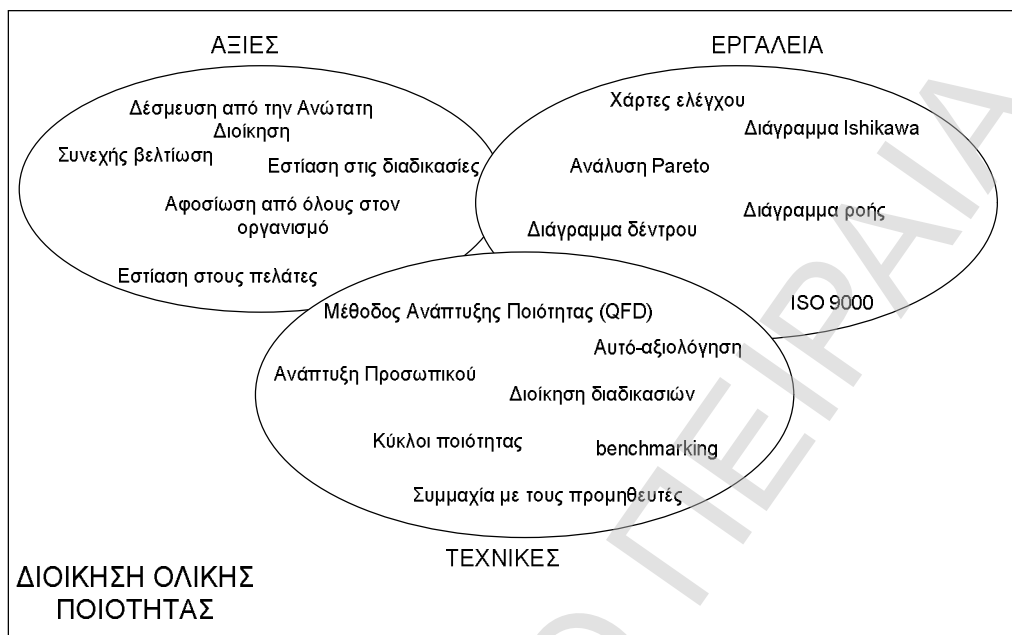 ΑΞΙΕΣ
ΕΡΓΑΛΕΙΑ
Δέσμευση από την Ανώτατη
Διοίκηση
Συνεχής βελτίωση
Εστίαση στις διαδικασίες
Αφοσίωση από όλους στον
οργανισμό
Εστίαση στους πελάτες
Χάρτες ελέγχου
Διάγραμμα Ishikawa
Ανάλυση Pareto
Διάγραμμα ροής
Διάγραμμα δέντρου
ISO 9000
Μέθοδος Ανάπτυξης Ποιότητας (QFD)
Αυτό-αξιολόγηση
Ανάπτυξη Προσωπικού
Διοίκηση διαδικασιών
Κύκλοι ποιότητας
benchmarking
Συμμαχία με τους προμηθευτές
ΤΕΧΝΙΚΕΣ
ΔΙΟΙΚΗΣΗ ΟΛΙΚΗΣ
ΠΟΙΟΤΗΤΑΣ
ΠΕΙΡΑΙΑ